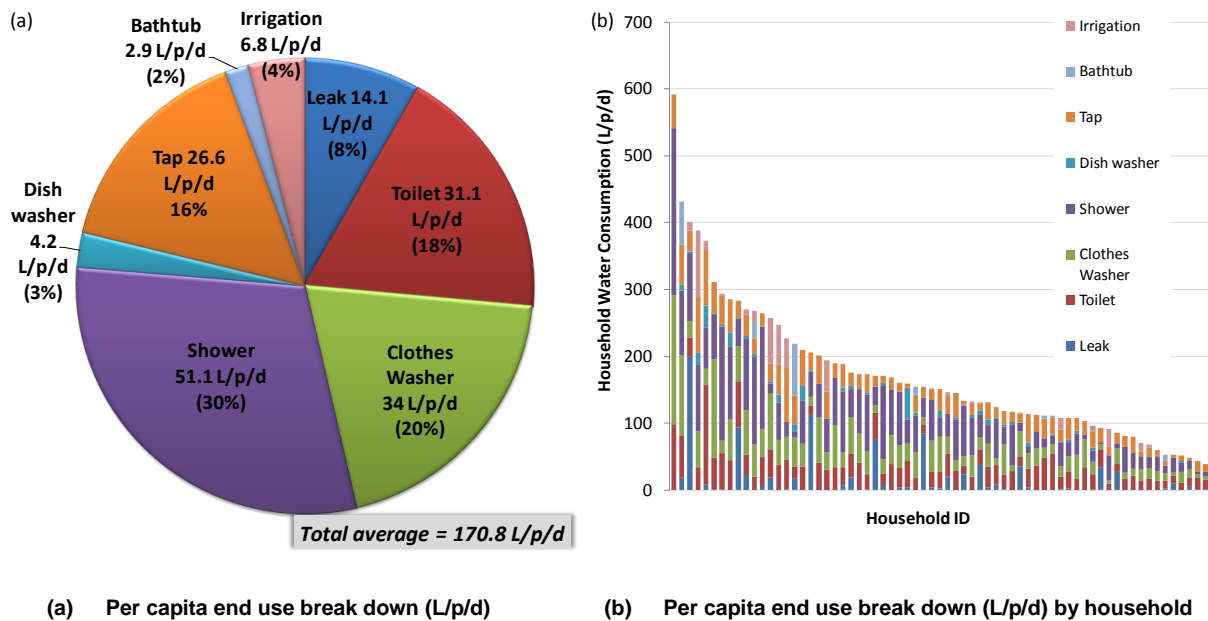 (a)
Bathtub
2.9 L/p/d
(2%)
Irrigation
6.8 L/p/d
(4%)
Leak 14.1
L/p/d
(8%)
Toilet 31.1
L/p/d
(18%)
Tap 26.6
L/p/d
16%
Dish
washer
4.2
L/p/d
(3%)
Shower
51.1 L/p/d
(30%)
Clothes
Washer
34 L/p/d
(20%)
Total average = 170.8 L/p/d
(a) Per capita end use break down (L/p/d)
(b)
Household Water Consumption (L/p/d)
700
600
500
400
300
200
100
0
Irrigation
Bathtub
Tap
Dish washer
Shower
Clothes
Washer
Toilet
Leak
Household ID
(b) Per capita end use break down (L/p/d) by household